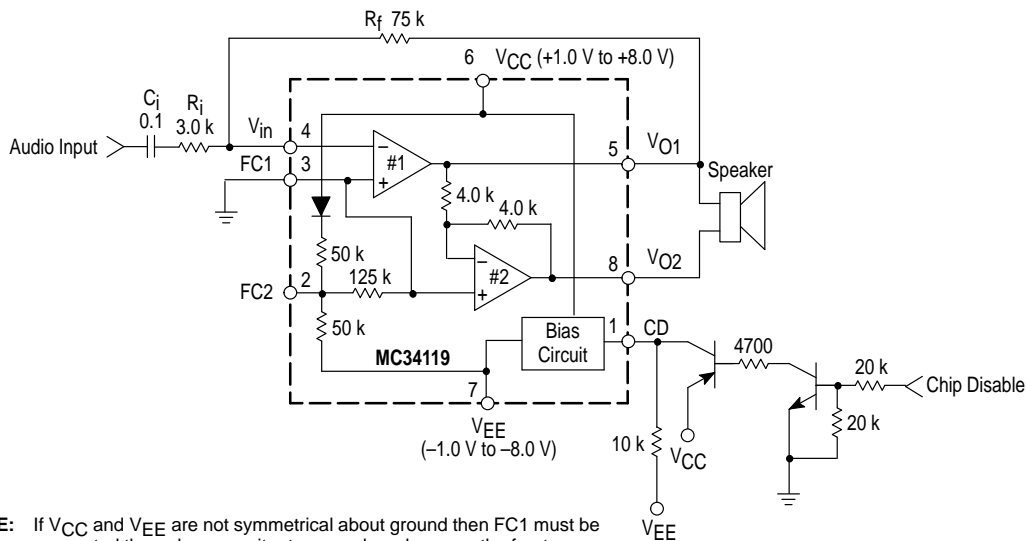 Rf 75 k
6 VCC (+1.0 V to +8.0 V)
Ci
0.1
Ri
3.0 k
Vin
4
Audio Input
FC1
3
−
#1
+
5
VO1
Speaker
4.0 k
4.0 k
50 k
2
FC2
125 k
−
#2
+
8
VO2
50 k
MC34119
Bias
Circuit
1
CD
7
VEE
(–1.0 V to –8.0 V)
4700
20 k
Chip Disable
20 k
10 k
VCC
VEE
E: If VCC and VEE are not symmetrical about ground then FC1 must be